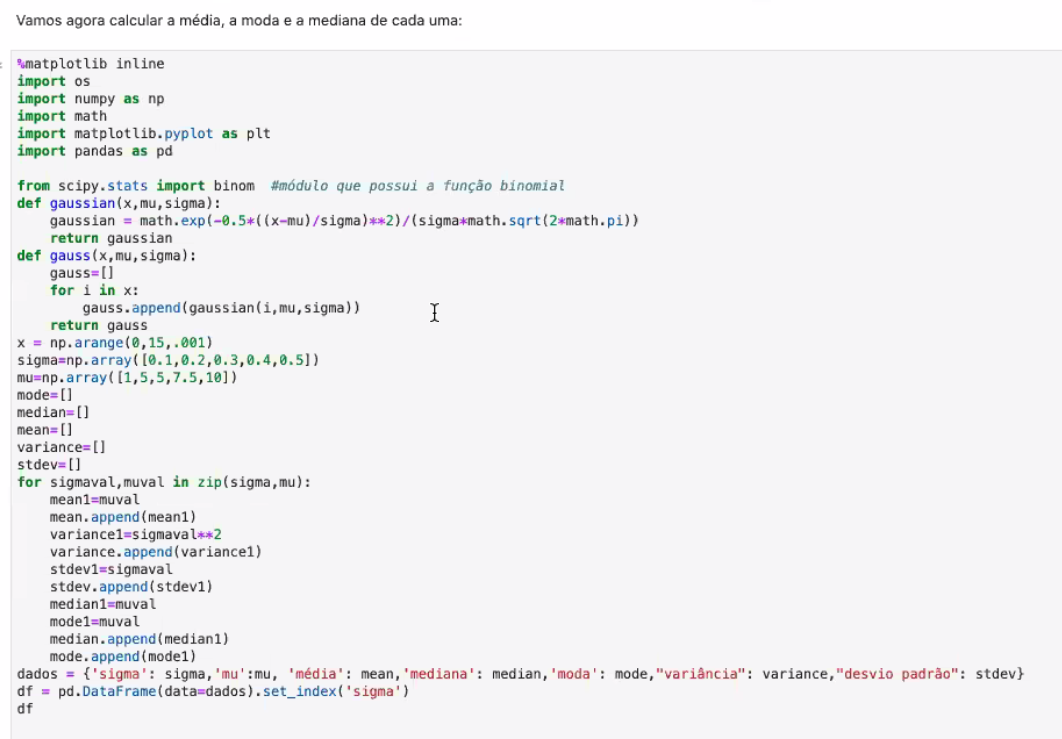 Vamos agora calcular a média, a moda e a mediana de cada uma:
%matplotlib inline
import os
import numpy as np
import math
import matplotlib.pyplot as plt
import pandas as pd
from scipy.stats import binom  #módulo que possui a função binomial
def gaussian(x,mu,sigma):
    gaussian = math.exp(-0.5*((x-mu)/sigma)**2)/(sigma*math.sqrt(2*math.pi))
    return gaussian
def gauss(x,mu,sigma):
    gauss=[]
    for i in x:
        gauss.append(gaussian(i,mu,sigma))
    return gauss
x = np.arange(0,15,.001)
sigma=np.array([0.1,0.2,0.3,0.4,0.5])
mu=np.array([1,5,5,7.5,10])
mode=[]
median=[]
mean=[]
variance=[]
stdev=[]
for sigmaval,muval in zip(sigma,mu):
    mean1=muval
    mean.append(mean1)
    variance1=sigmaval**2
    variance.append(variance1)
    stdev1=sigmaval
    stdev.append(stdev1)
    median1=muval
    mode1=muval
    median.append(median1)
    mode.append(mode1)
dados = {'sigma': sigma,'mu':mu, 'média': mean,'mediana': median,'moda': mode,"variância": variance,"desvio padrão": stdev}
df = pd.DataFrame(data=dados).set_index('sigma')
df